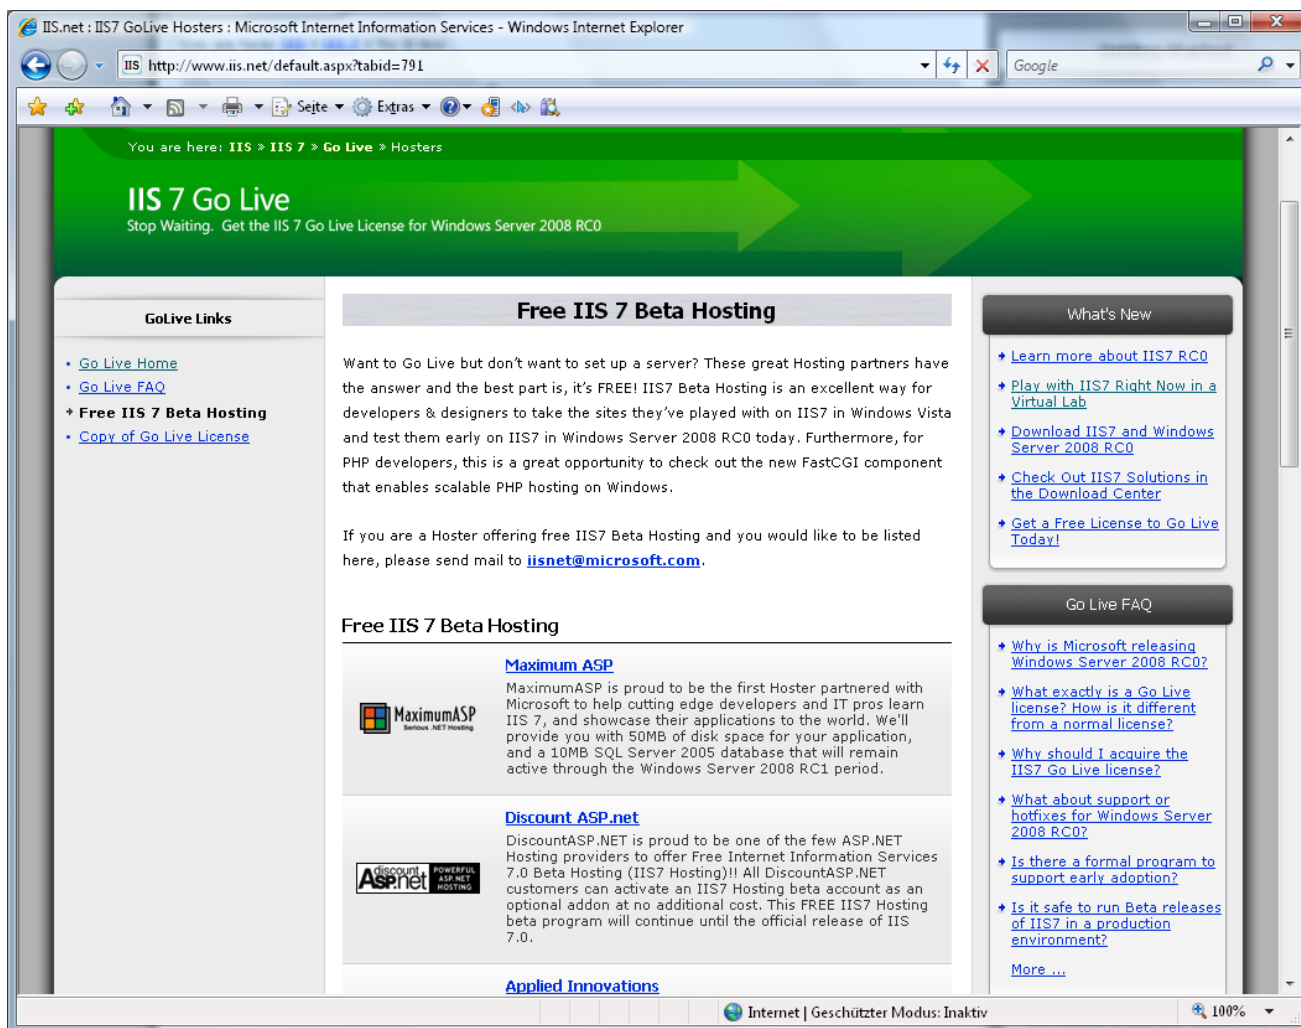 IIS.net : IIS7 GoLive Hosters : Microsoft Internet Information Services - Windows Internet Explorer
IIS http://www.iis.net/default.aspx?tabid=791
Google
Seite
Extras
You are here: IIS » IIS 7 » Go Live » Hosters
IIS 7 Go Live
Stop Waiting. Get the IIS 7 Go Live License for Windows Server 2008 RC0
GoLive Links
Go Live Home
Go Live FAQ
Free IIS 7 Beta Hosting
Copy of Go Live License
Free IIS 7 Beta Hosting
Want to Go Live but don't want to set up a server? These great Hosting partners have
the answer and the best part is, it's FREE! IIS7 Beta Hosting is an excellent way for
developers & designers to take the sites they've played with on IIS7 in Windows Vista
and test them early on IIS7 in Windows Server 2008 RC0 today. Furthermore, for
PHP developers, this is a great opportunity to check out the new FastCGI component
that enables scalable PHP hosting on Windows.
If you are a Hoster offering free IIS7 Beta Hosting and you would like to be listed
here, please send mail to iisnet@microsoft.com.
Free IIS 7 Beta Hosting
MaximumASP
Serious .NET Hosting
Maximum ASP
MaximumASP is proud to be the first Hoster partnered with
Microsoft to help cutting edge developers and IT pros learn
IIS 7, and showcase their applications to the world. We'll
provide you with 50MB of disk space for your application,
and a 10MB SQL Server 2005 database that will remain
active through the Windows Server 2008 RC1 period.
discount
ASP.net
POWERFUL
ASP.NET
HOSTING
Discount ASP.net
DiscountASP.NET is proud to be one of the few ASP.NET
Hosting providers to offer Free Internet Information Services
7.0 Beta Hosting (IIS7 Hosting)!! All DiscountASP.NET
customers can activate an IIS7 Hosting beta account as an
optional addon at no additional cost. This FREE IIS7 Hosting
beta program will continue until the official release of IIS
7.0.
Applied Innovations
What's New
Learn more about IIS7 RC0
Play with IIS7 Right Now in a
Virtual Lab
Download IIS7 and Windows
Server 2008 RC0
Check Out IIS7 Solutions in
the Download Center
Get a Free License to Go Live
Today!
Go Live FAQ
Why is Microsoft releasing
Windows Server 2008 RC0?
What exactly is a Go Live
license? How is it different
from a normal license?
Why should I acquire the
IIS7 Go Live license?
What about support or
hotfixes for Windows Server
2008 RC0?
Is there a formal program to
support early adoption?
Is it safe to run Beta releases
of IIS7 in a production
environment?
More ...
Internet | Geschützter Modus: Inaktiv
100%